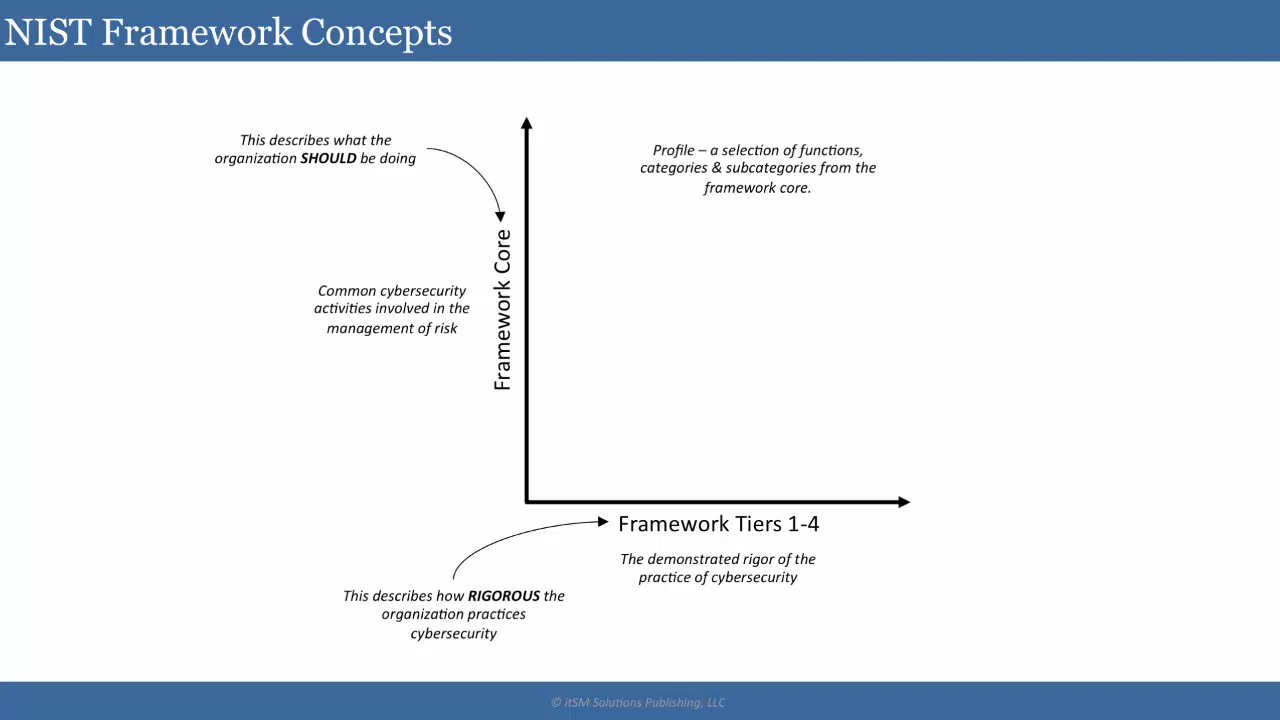 NIST Framework Concepts
This describes what the
organization SHOULD be doing
Profile – a selection of functions,
categories & subcategories from the
framework core.
Framework Core
Common cybersecurity
activities involved in the
management of risk
Framework Tiers 1-4
The demonstrated rigor of the
practice of cybersecurity
This describes how RIGOROUS the
organization practices
cybersecurity
© itSM Solutions Publishing, LLC